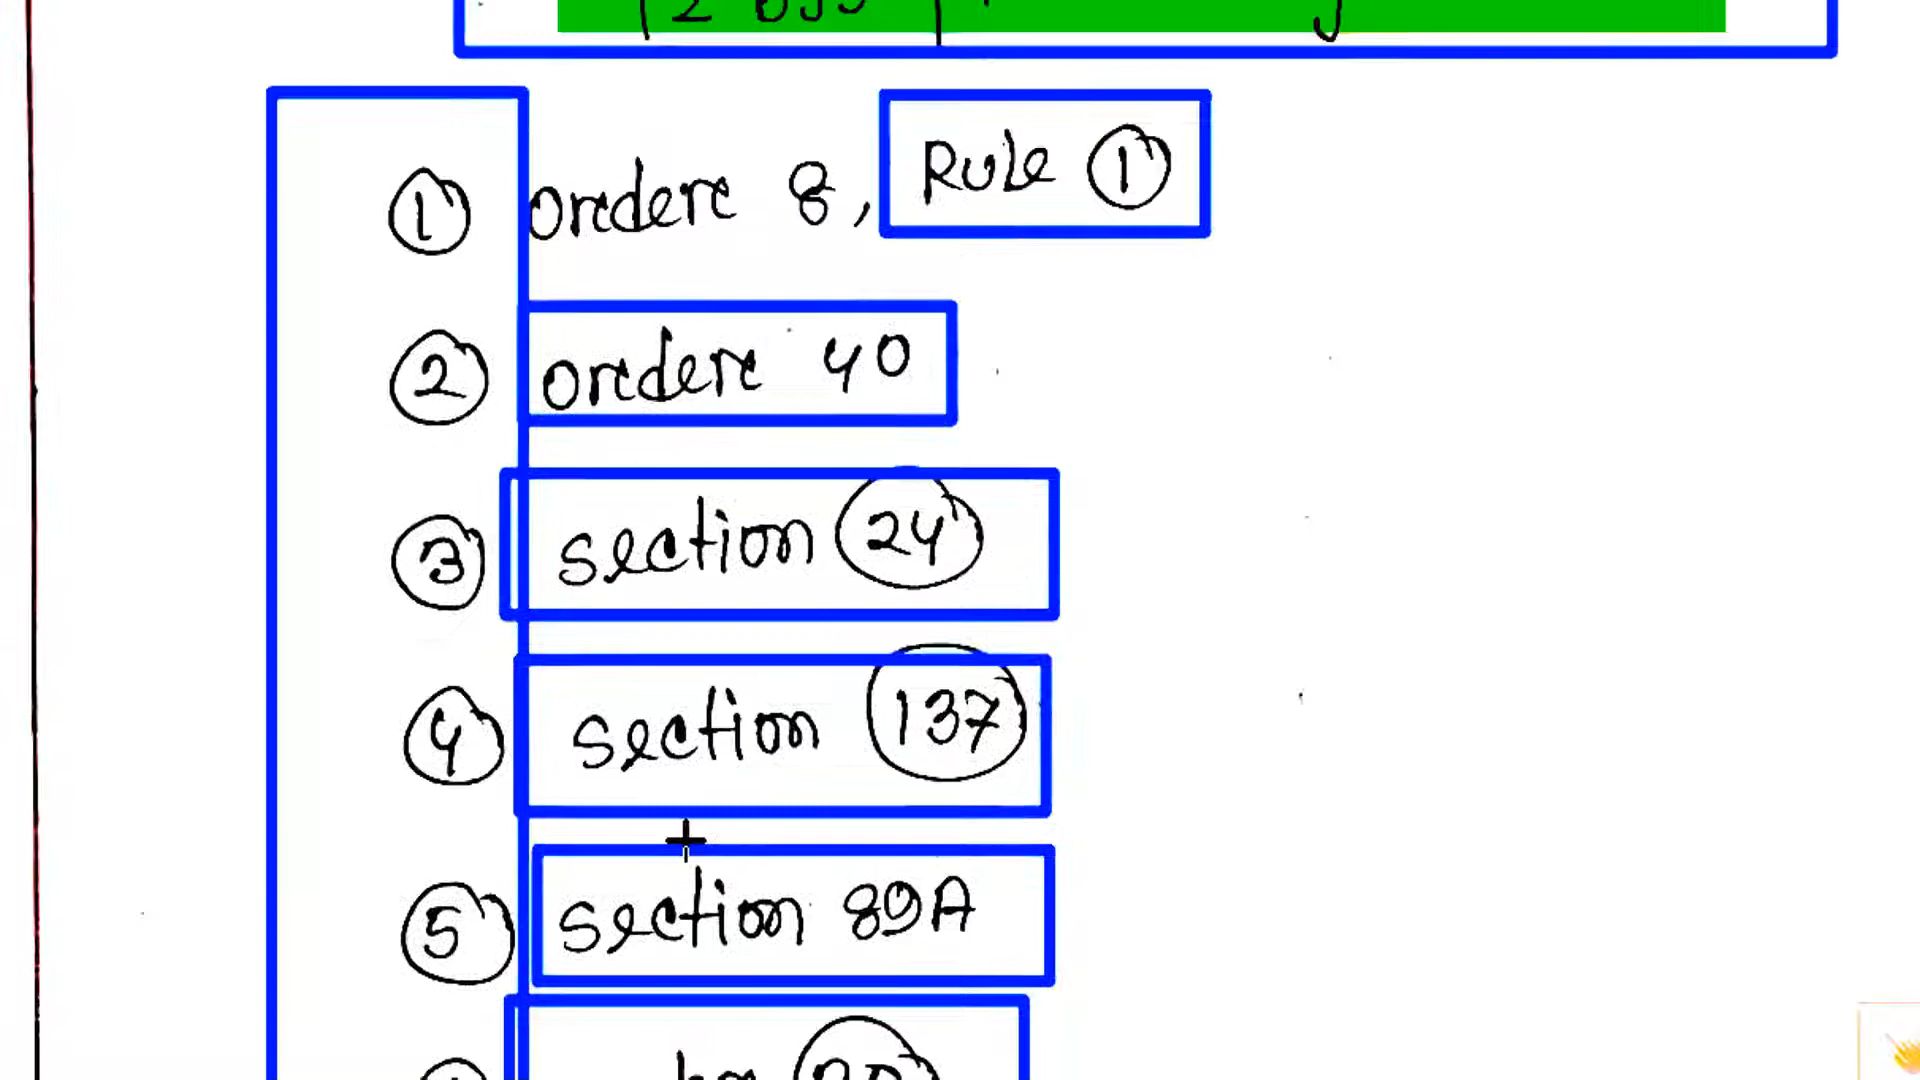 ① ordere 8, Rule ①
② ordere 40
③ section 24
④ section 137
⑤ section 89A